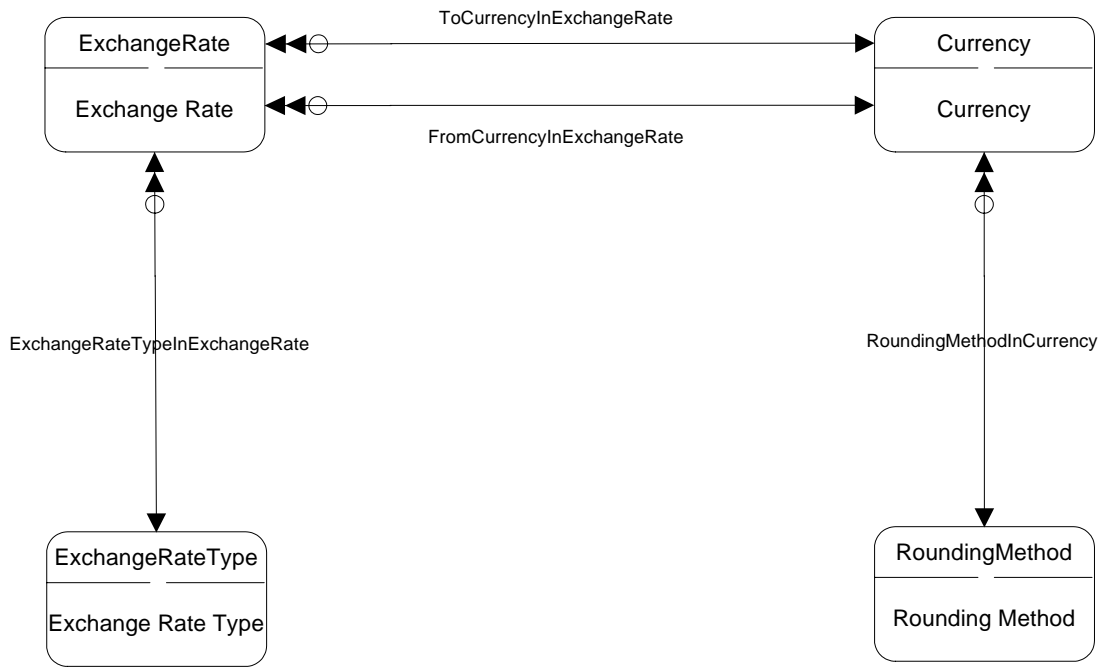 ToCurrencyInExchangeRate
ExchangeRate
Exchange Rate
Currency
Currency
FromCurrencyInExchangeRate
ExchangeRateTypeInExchangeRate
RoundingMethodInCurrency
ExchangeRateType
Exchange Rate Type
RoundingMethod
Rounding Method